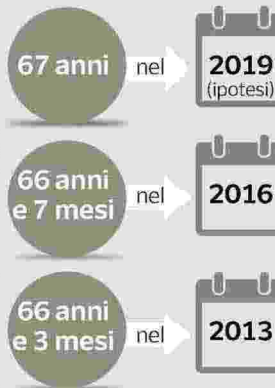 67 anni nel 2019
(ipotesi)
66 anni
e 7 mesi nel 2016
66 anni
e 3 mesi nel 2013